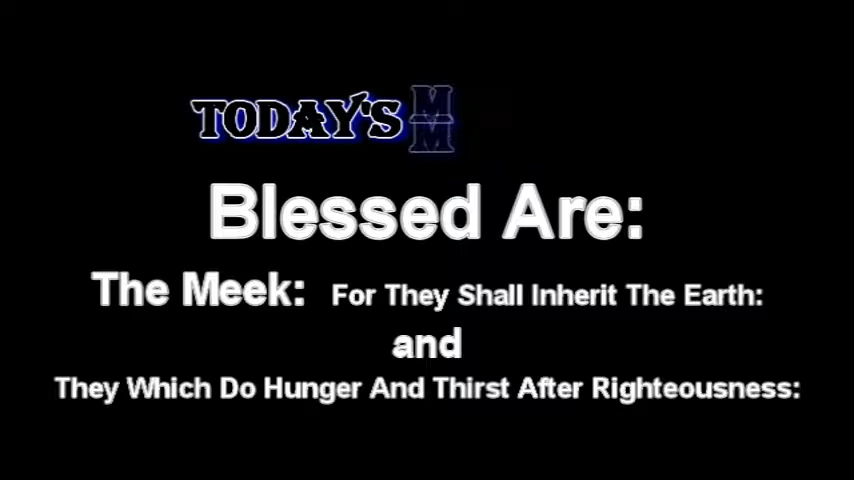 TODAY'S M
Blessed Are:
The Meek: For They Shall Inherit The Earth:
and
They Which Do Hunger And Thirst After Righteousness: